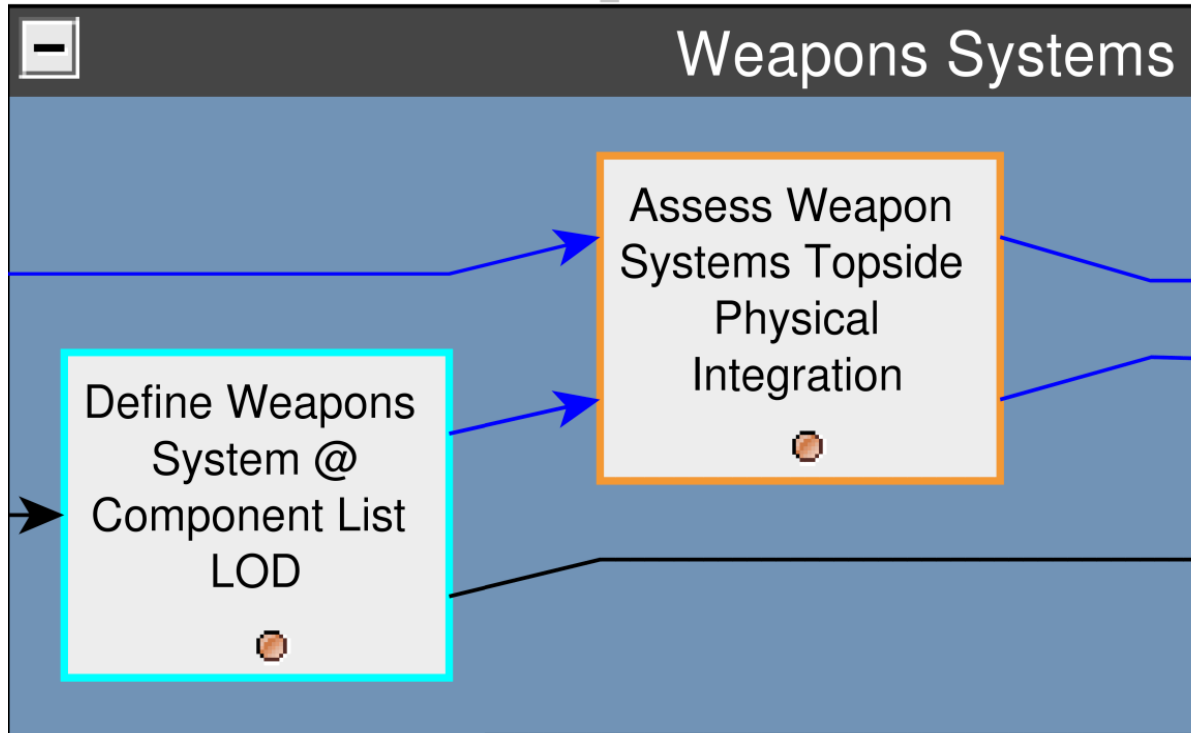 Weapons Systems
Assess Weapon
Systems Topside
Physical
Integration
Define Weapons
System @
Component List
LOD